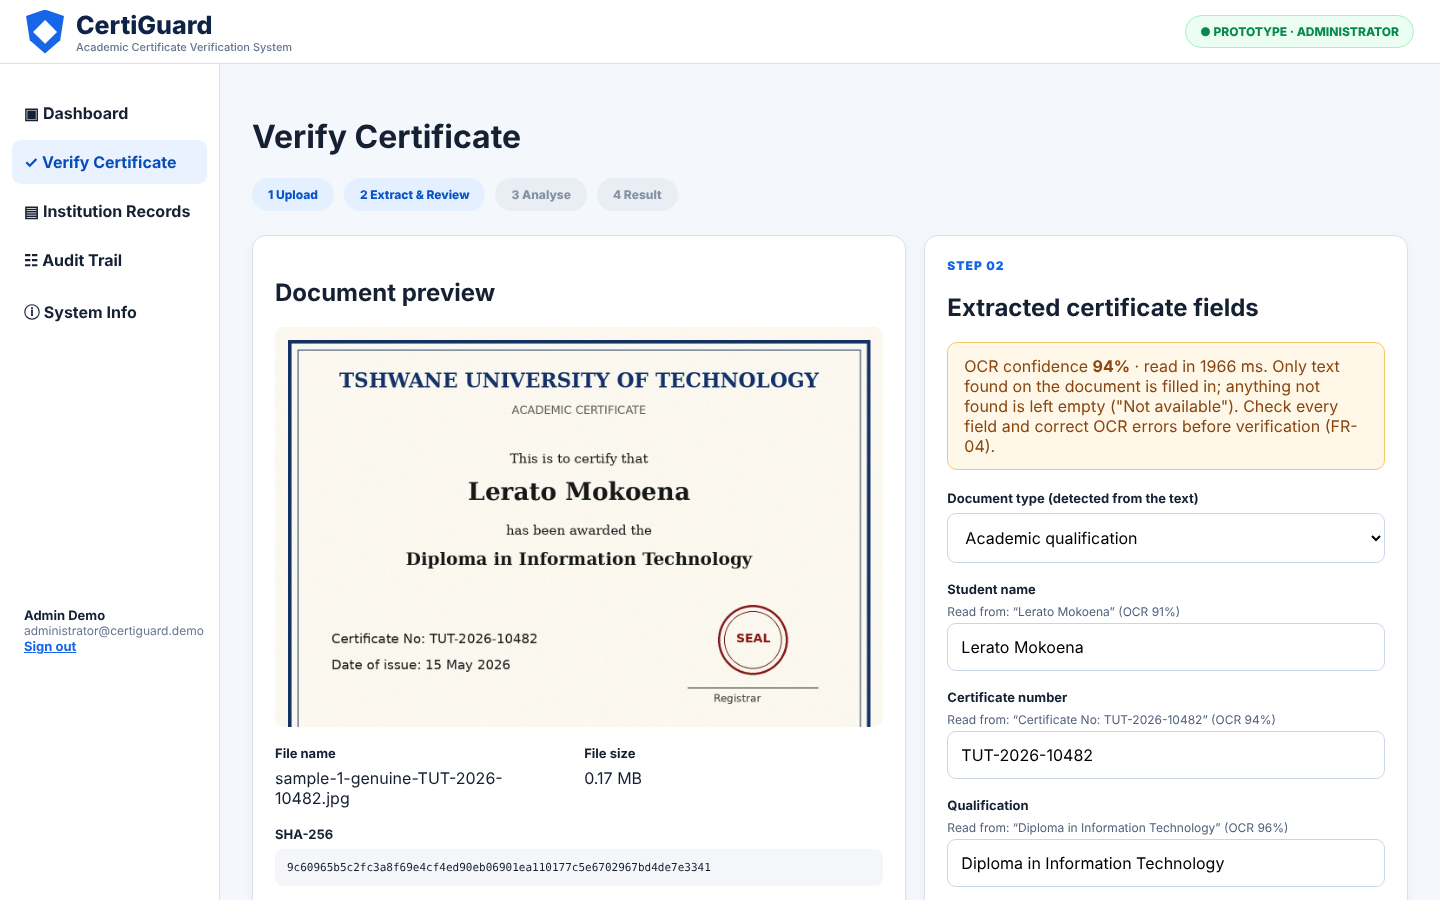 CertiGuard
Academic Certificate Verification System
PROTOTYPE · ADMINISTRATOR
Dashboard
Verify Certificate
Institution Records
Audit Trail
System Info
Admin Demo
administrator@certiguard.demo
Sign out
Verify Certificate
1 Upload
2 Extract & Review
3 Analyse
4 Result
Document preview
TSHWANE UNIVERSITY OF TECHNOLOGY
ACADEMIC CERTIFICATE
This is to certify that
Lerato Mokoena
has been awarded the
Diploma in Information Technology
Certificate No: TUT-2026-10482
Date of issue: 15 May 2026
SEAL
Registrar
File name
sample-1-genuine-TUT-2026-
10482.jpg
File size
0.17 MB
SHA-256
9c60965b5c2fc3a8f69e4cf4ed90eb06901ea110177c5e6702967bd4de7e3341
STEP 02
Extracted certificate fields
OCR confidence 94% · read in 1966 ms. Only text
found on the document is filled in; anything not
found is left empty ("Not available"). Check every
field and correct OCR errors before verification (FR-
04).
Document type (detected from the text)
Academic qualification
Student name
Read from: “Lerato Mokoena” (OCR 91%)
Lerato Mokoena
Certificate number
Read from: “Certificate No: TUT-2026-10482” (OCR 94%)
TUT-2026-10482
Qualification
Read from: “Diploma in Information Technology” (OCR 96%)
Diploma in Information Technology